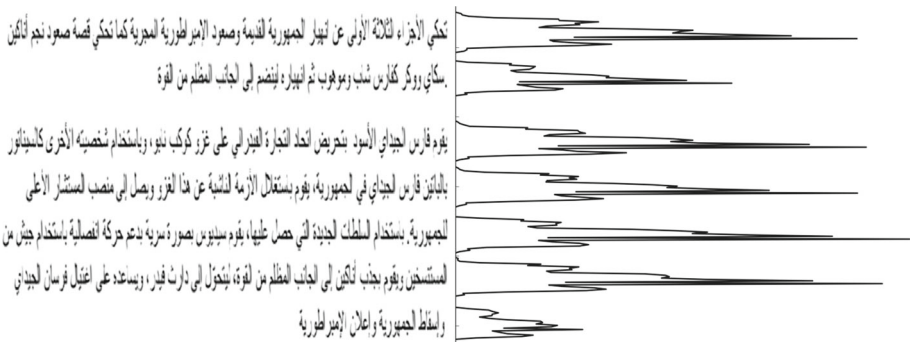 تحكي الأجزاء الثلاثة الأولى عن انهيار الجمهورية القديمة وصعود الإمبراطورية المجرية كما تحكي قصة صعود نجم أناكين
سكاي ووكر كفارس شاب وموهوب ثم انهياره لينضم إلى الجانب المظلم من القوة.
يقوم فارس الجيداي الأسود بتحريض اتحاد التجارة الفيدرالي على غزو كوكب نابو، وباستخدام شخصيته الأخرى كالسيناتور
بالباتين فارس الجيداي في الجمهورية، يقوم باستغلال الأزمة الناشئة عن هذا الغزو ويصل إلى منصب المستشار الأعلى
للجمهورية. باستخدام السلطات الجديدة التي حصل عليها، يقوم سيديوس بصورة سرية بدعم حركة انفصالية باستخدام جيش من
المستنسخين ويقوم بجذب أناكين إلى الجانب المظلم من القوة، ليتحول إلى دارث فيدر، ويساعده على اغتيال فرسان الجيداي
وإسقاط الجمهورية وإعلان الإمبراطورية